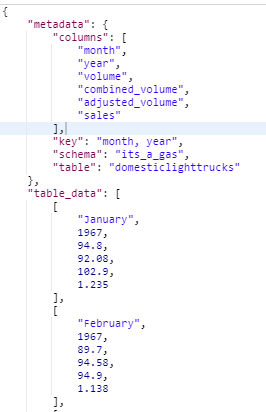 {
    "metadata": {
        "columns": [
            "month",
            "year",
            "volume",
            "combined_volume",
            "adjusted_volume",
            "sales"
        ],
        "key": "month, year",
        "schema": "its_a_gas",
        "table": "domesticlighttrucks"
    },
    "table_data": [
        [
            "January",
            1967,
            94.8,
            92.08,
            102.9,
            1.235
        ],
        [
            "February",
            1967,
            89.7,
            94.58,
            94.9,
            1.138
        ],
        [